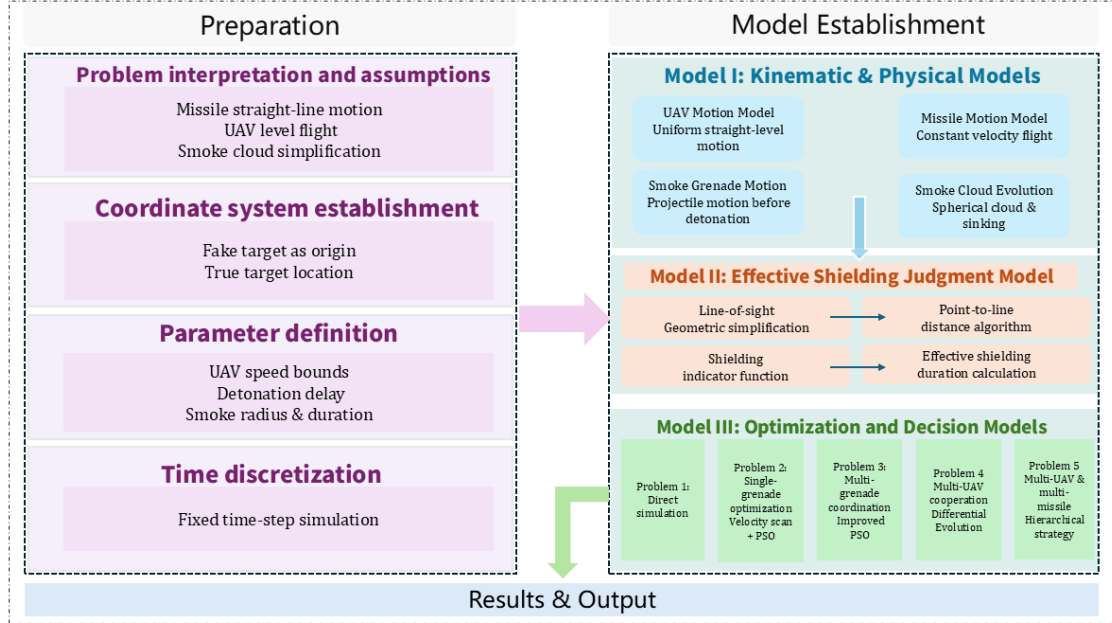 Preparation
Problem interpretation and assumptions
Missile straight-line motion
UAV level flight
Smoke cloud simplification
Coordinate system establishment
Fake target as origin
True target location
Parameter definition
UAV speed bounds
Detonation delay
Smoke radius & duration
Time discretization
Fixed time-step simulation
Model Establishment
Model I: Kinematic & Physical Models
UAV Motion Model
Uniform straight-level
motion
Missile Motion Model
Constant velocity flight
Smoke Grenade Motion
Projectile motion before
detonation
Smoke Cloud Evolution
Spherical cloud &
sinking
Model II: Effective Shielding Judgment Model
Line-of-sight
Geometric simplification
Point-to-line
distance algorithm
Shielding
indicator function
Effective shielding
duration calculation
Model III: Optimization and Decision Models
Problem 1:
Direct
simulation
Problem 2:
Single-
grenade
optimization
Velocity scan
+ PSO
Problem 3:
Multi-
grenade
coordination
Improved
PSO
Problem 4
Multi-UAV
cooperation
Differential
Evolution
Problem 5
Multi-UAV &
multi-
missile
Hierarchical
strategy
Results & Output